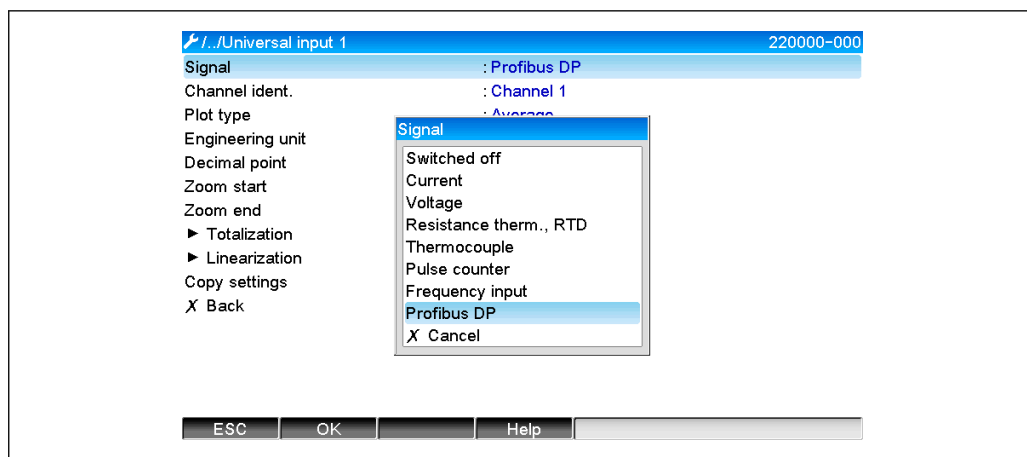 /../Universal input 1 220000-000
Signal : Profibus DP
Channel ident. : Channel 1
Plot type : Average
Engineering unit
Decimal point
Zoom start
Zoom end
► Totalization
► Linearization
Copy settings
X Back
Signal
Switched off
Current
Voltage
Resistance therm., RTD
Thermocouple
Pulse counter
Frequency input
Profibus DP
X Cancel
ESC OK Help